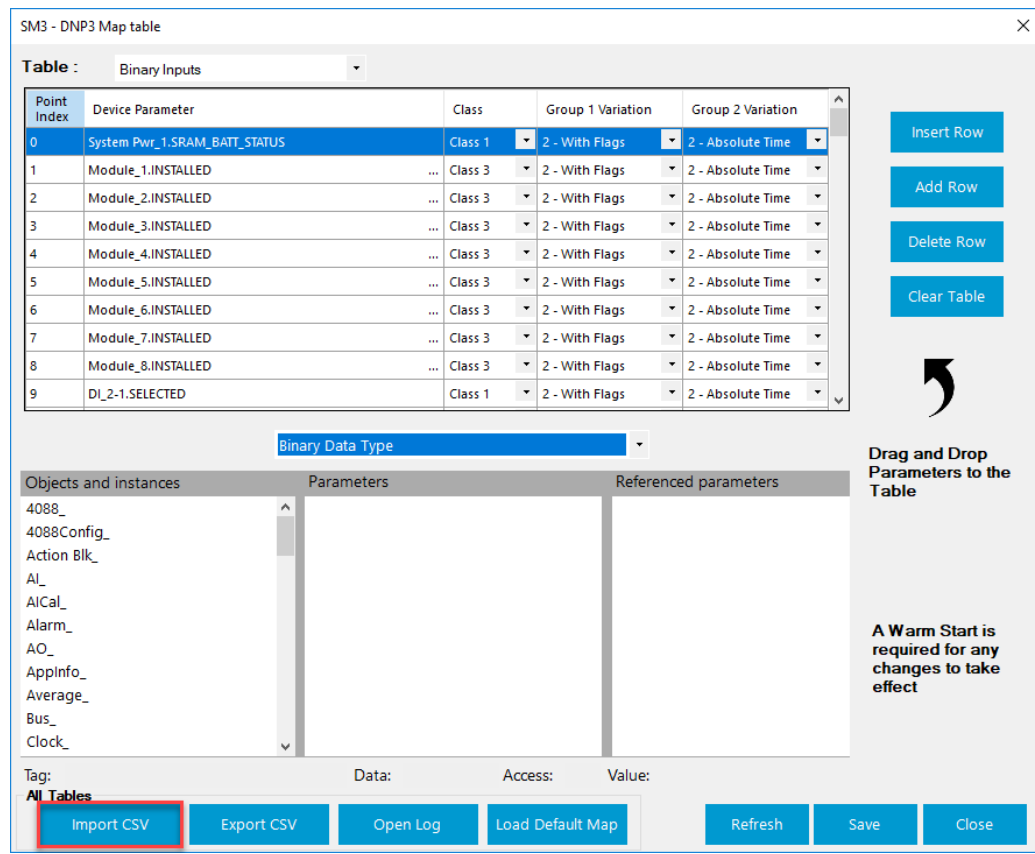 SM3 - DNP3 Map table
Table : Binary Inputs
Point Index Device Parameter Class Group 1 Variation Group 2 Variation
0 System Pwr_1.SRAM_BATT_STATUS Class 1 2 - With Flags 2 - Absolute Time
1 Module_1.INSTALLED ... Class 3 2 - With Flags 2 - Absolute Time
2 Module_2.INSTALLED ... Class 3 2 - With Flags 2 - Absolute Time
3 Module_3.INSTALLED ... Class 3 2 - With Flags 2 - Absolute Time
4 Module_4.INSTALLED ... Class 3 2 - With Flags 2 - Absolute Time
5 Module_5.INSTALLED ... Class 3 2 - With Flags 2 - Absolute Time
6 Module_6.INSTALLED ... Class 3 2 - With Flags 2 - Absolute Time
7 Module_7.INSTALLED ... Class 3 2 - With Flags 2 - Absolute Time
8 Module_8.INSTALLED ... Class 3 2 - With Flags 2 - Absolute Time
9 DI_2-1.SELECTED Class 1 2 - With Flags 2 - Absolute Time
Insert Row
Add Row
Delete Row
Clear Table
Drag and Drop
Parameters to the
Table
Binary Data Type
Objects and instances Parameters Referenced parameters
4088_
4088Config_
Action Blk_
AI_
AICal_
Alarm_
AO_
AppInfo_
Average_
Bus_
Clock_
A Warm Start is
required for any
changes to take
effect
Tag: Data: Access: Value:
All Tables
Import CSV Export CSV Open Log Load Default Map Refresh Save Close